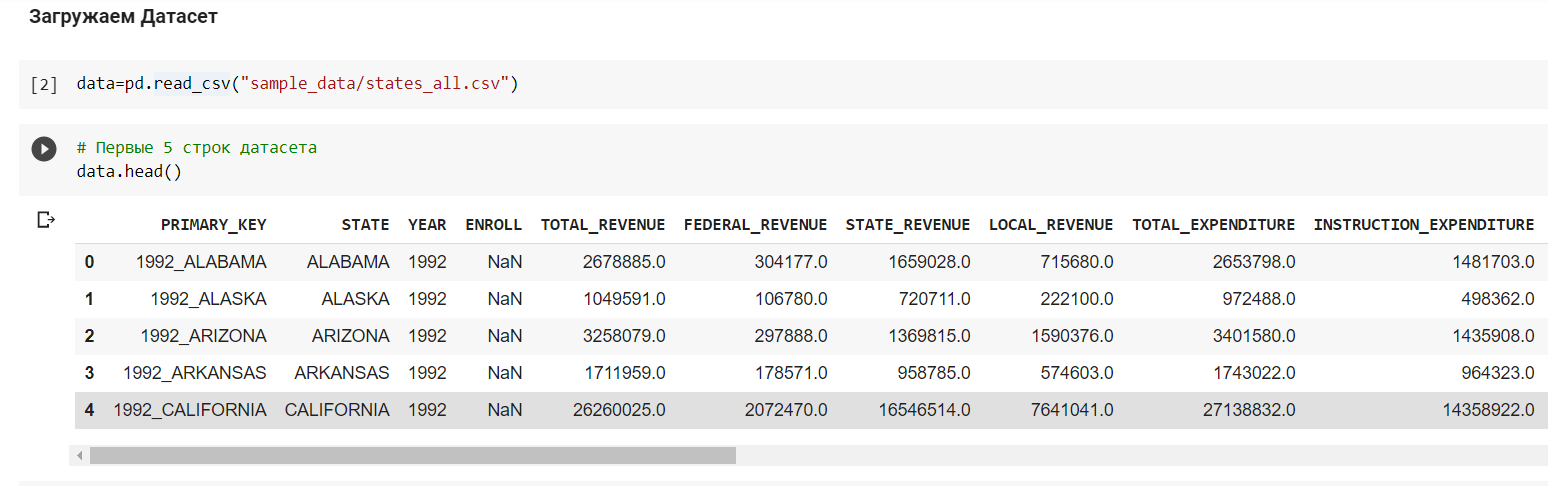 Загружаем Датасет
[2] data=pd.read_csv("sample_data/states_all.csv")
# Первые 5 строк датасета
data.head()
PRIMARY_KEY STATE YEAR ENROLL TOTAL_REVENUE FEDERAL_REVENUE STATE_REVENUE LOCAL_REVENUE TOTAL_EXPENDITURE INSTRUCTION_EXPENDITURE
0 1992_ALABAMA ALABAMA 1992 NaN 2678885.0 304177.0 1659028.0 715680.0 2653798.0 1481703.0
1 1992_ALASKA ALASKA 1992 NaN 1049591.0 106780.0 720711.0 222100.0 972488.0 498362.0
2 1992_ARIZONA ARIZONA 1992 NaN 3258079.0 297888.0 1369815.0 1590376.0 3401580.0 1435908.0
3 1992_ARKANSAS ARKANSAS 1992 NaN 1711959.0 178571.0 958785.0 574603.0 1743022.0 964323.0
4 1992_CALIFORNIA CALIFORNIA 1992 NaN 26260025.0 2072470.0 16546514.0 7641041.0 27138832.0 14358922.0